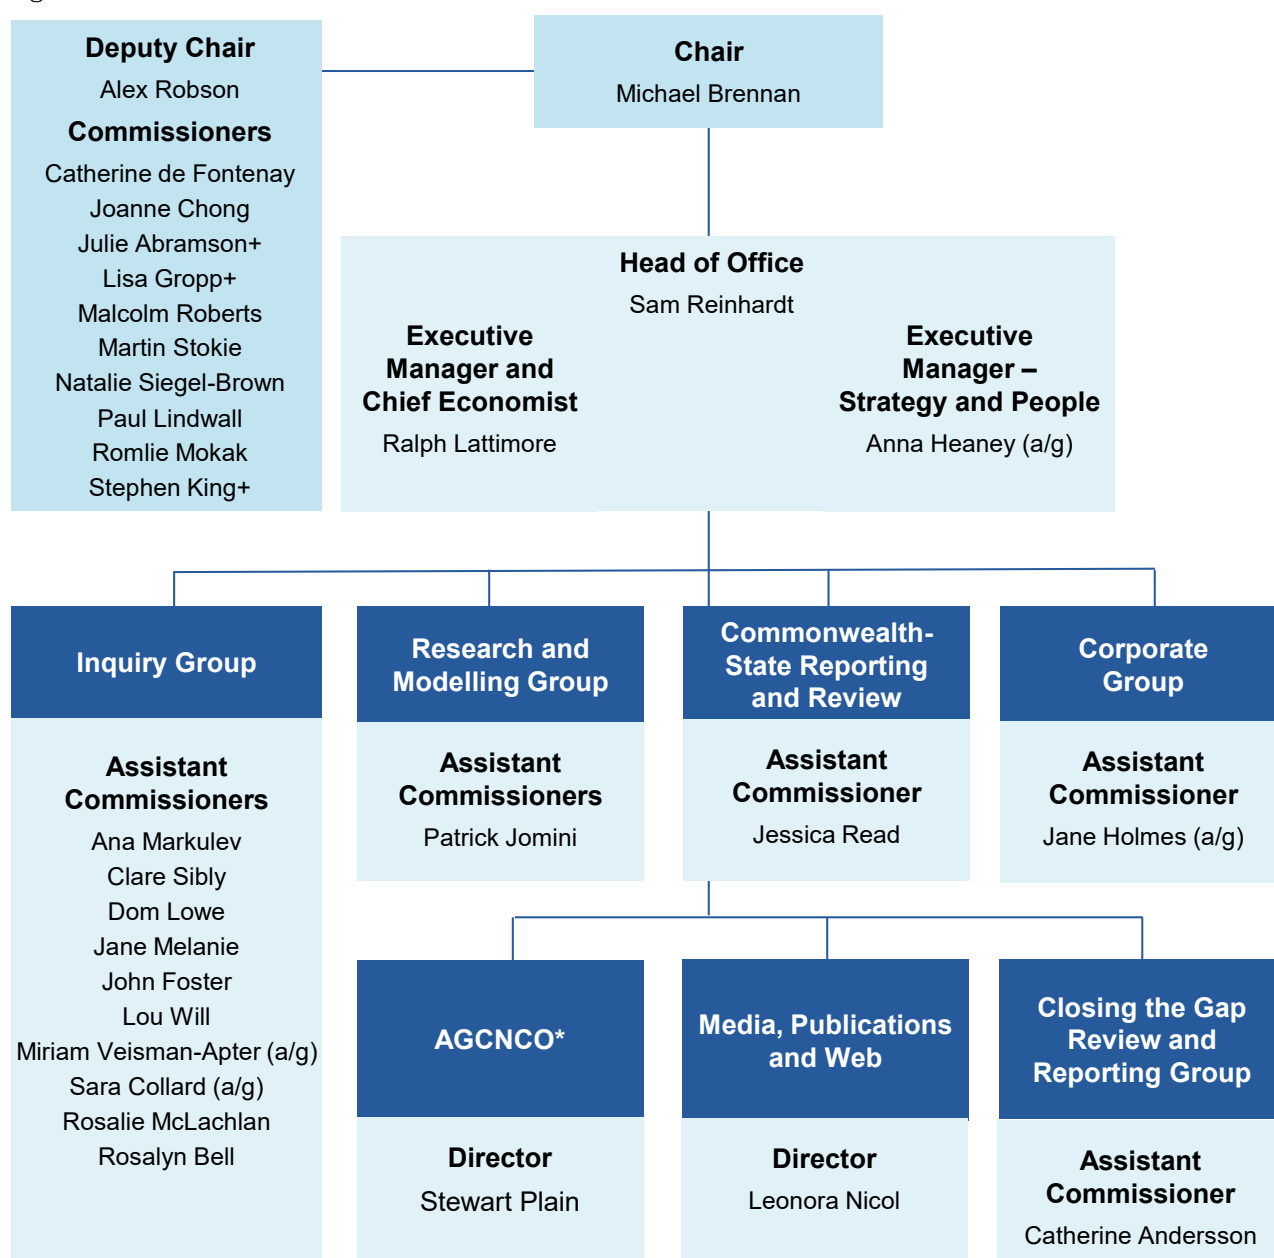 Deputy Chair
Alex Robson
Commissioners
Catherine de Fontenay
Joanne Chong
Julie Abramson+
Lisa Gropp+
Malcolm Roberts
Martin Stokie
Natalie Siegel-Brown
Paul Lindwall
Romlie Mokak
Stephen King+
Chair
Michael Brennan
Head of Office
Sam Reinhardt
Executive
Manager and
Chief Economist
Ralph Lattimore
Executive
Manager –
Strategy and People
Anna Heaney (a/g)
Inquiry Group
Assistant
Commissioners
Ana Markulev
Clare Sibly
Dom Lowe
Jane Melanie
John Foster
Lou Will
Miriam Veisman-Apter (a/g)
Sara Collard (a/g)
Rosalie McLachlan
Rosalyn Bell
Research and
Modelling Group
Assistant
Commissioners
Patrick Jomini
Commonwealth-
State Reporting
and Review
Assistant
Commissioner
Jessica Read
Corporate
Group
Assistant
Commissioner
Jane Holmes (a/g)
AGCNCO*
Director
Stewart Plain
Media, Publications
and Web
Director
Leonora Nicol
Closing the Gap
Review and
Reporting Group
Assistant
Commissioner
Catherine Andersson